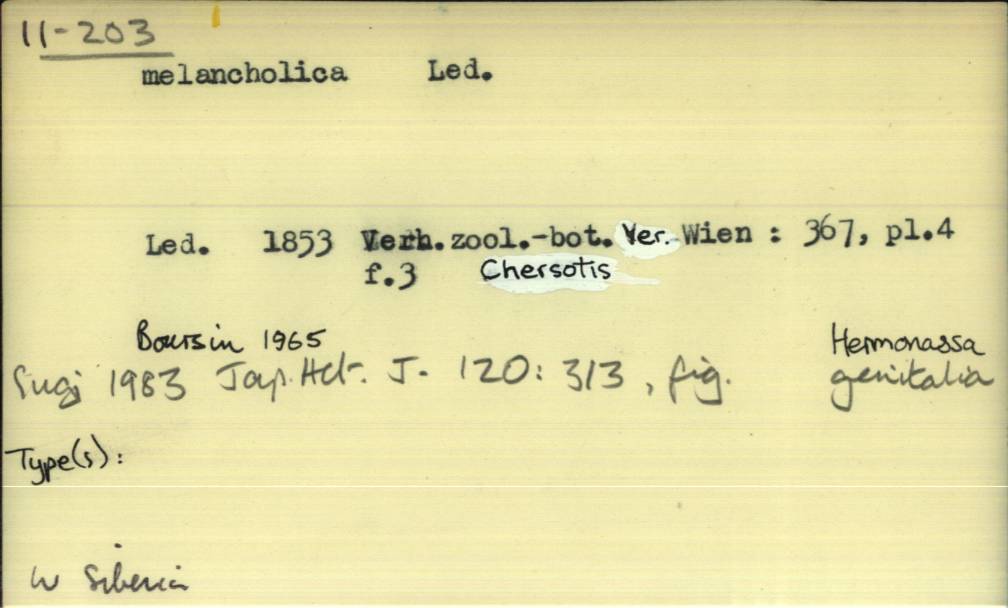 11-203
melancholica Led.
Led. 1853 Verh.zool.-bot. Ver. Wien : 367, pl.4
f.3 Chersotis
Boursin 1965 Hermonassa
Sugi 1983 Jap. Het. J. 120: 313, fig. genitalia
Type(s):
W Siberia